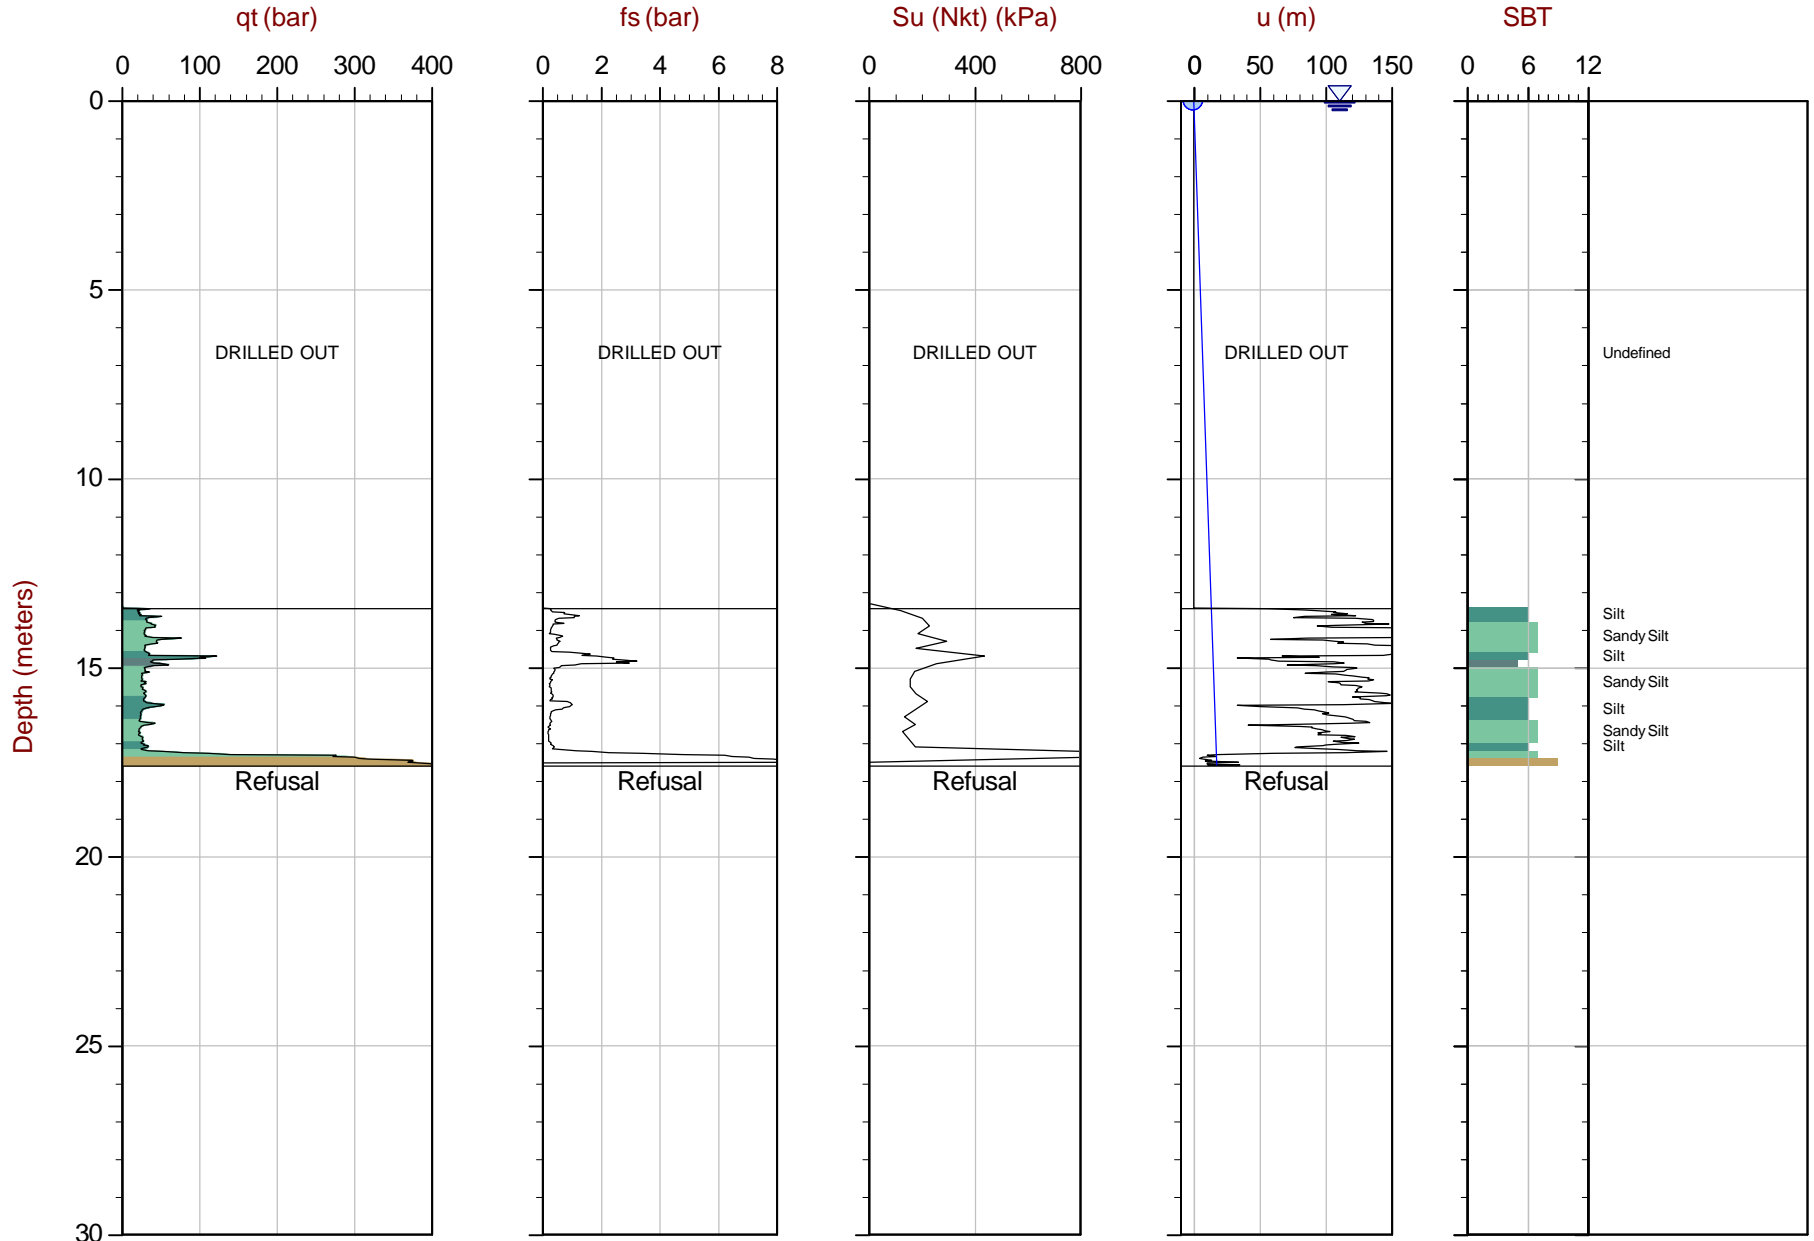 qt (bar) fs (bar) Su (Nkt) (kPa) u (m) SBT
0 100 200 300 400 0 2 4 6 8 0 400 800 0 50 100 150 0 6 12
0
5
DRILLED OUT DRILLED OUT DRILLED OUT DRILLED OUT Undefined
10
Depth (meters)
Silt
Sandy Silt
Silt
15
Sandy Silt
Silt
Sandy Silt
Silt
Refusal Refusal Refusal Refusal
20
25
30